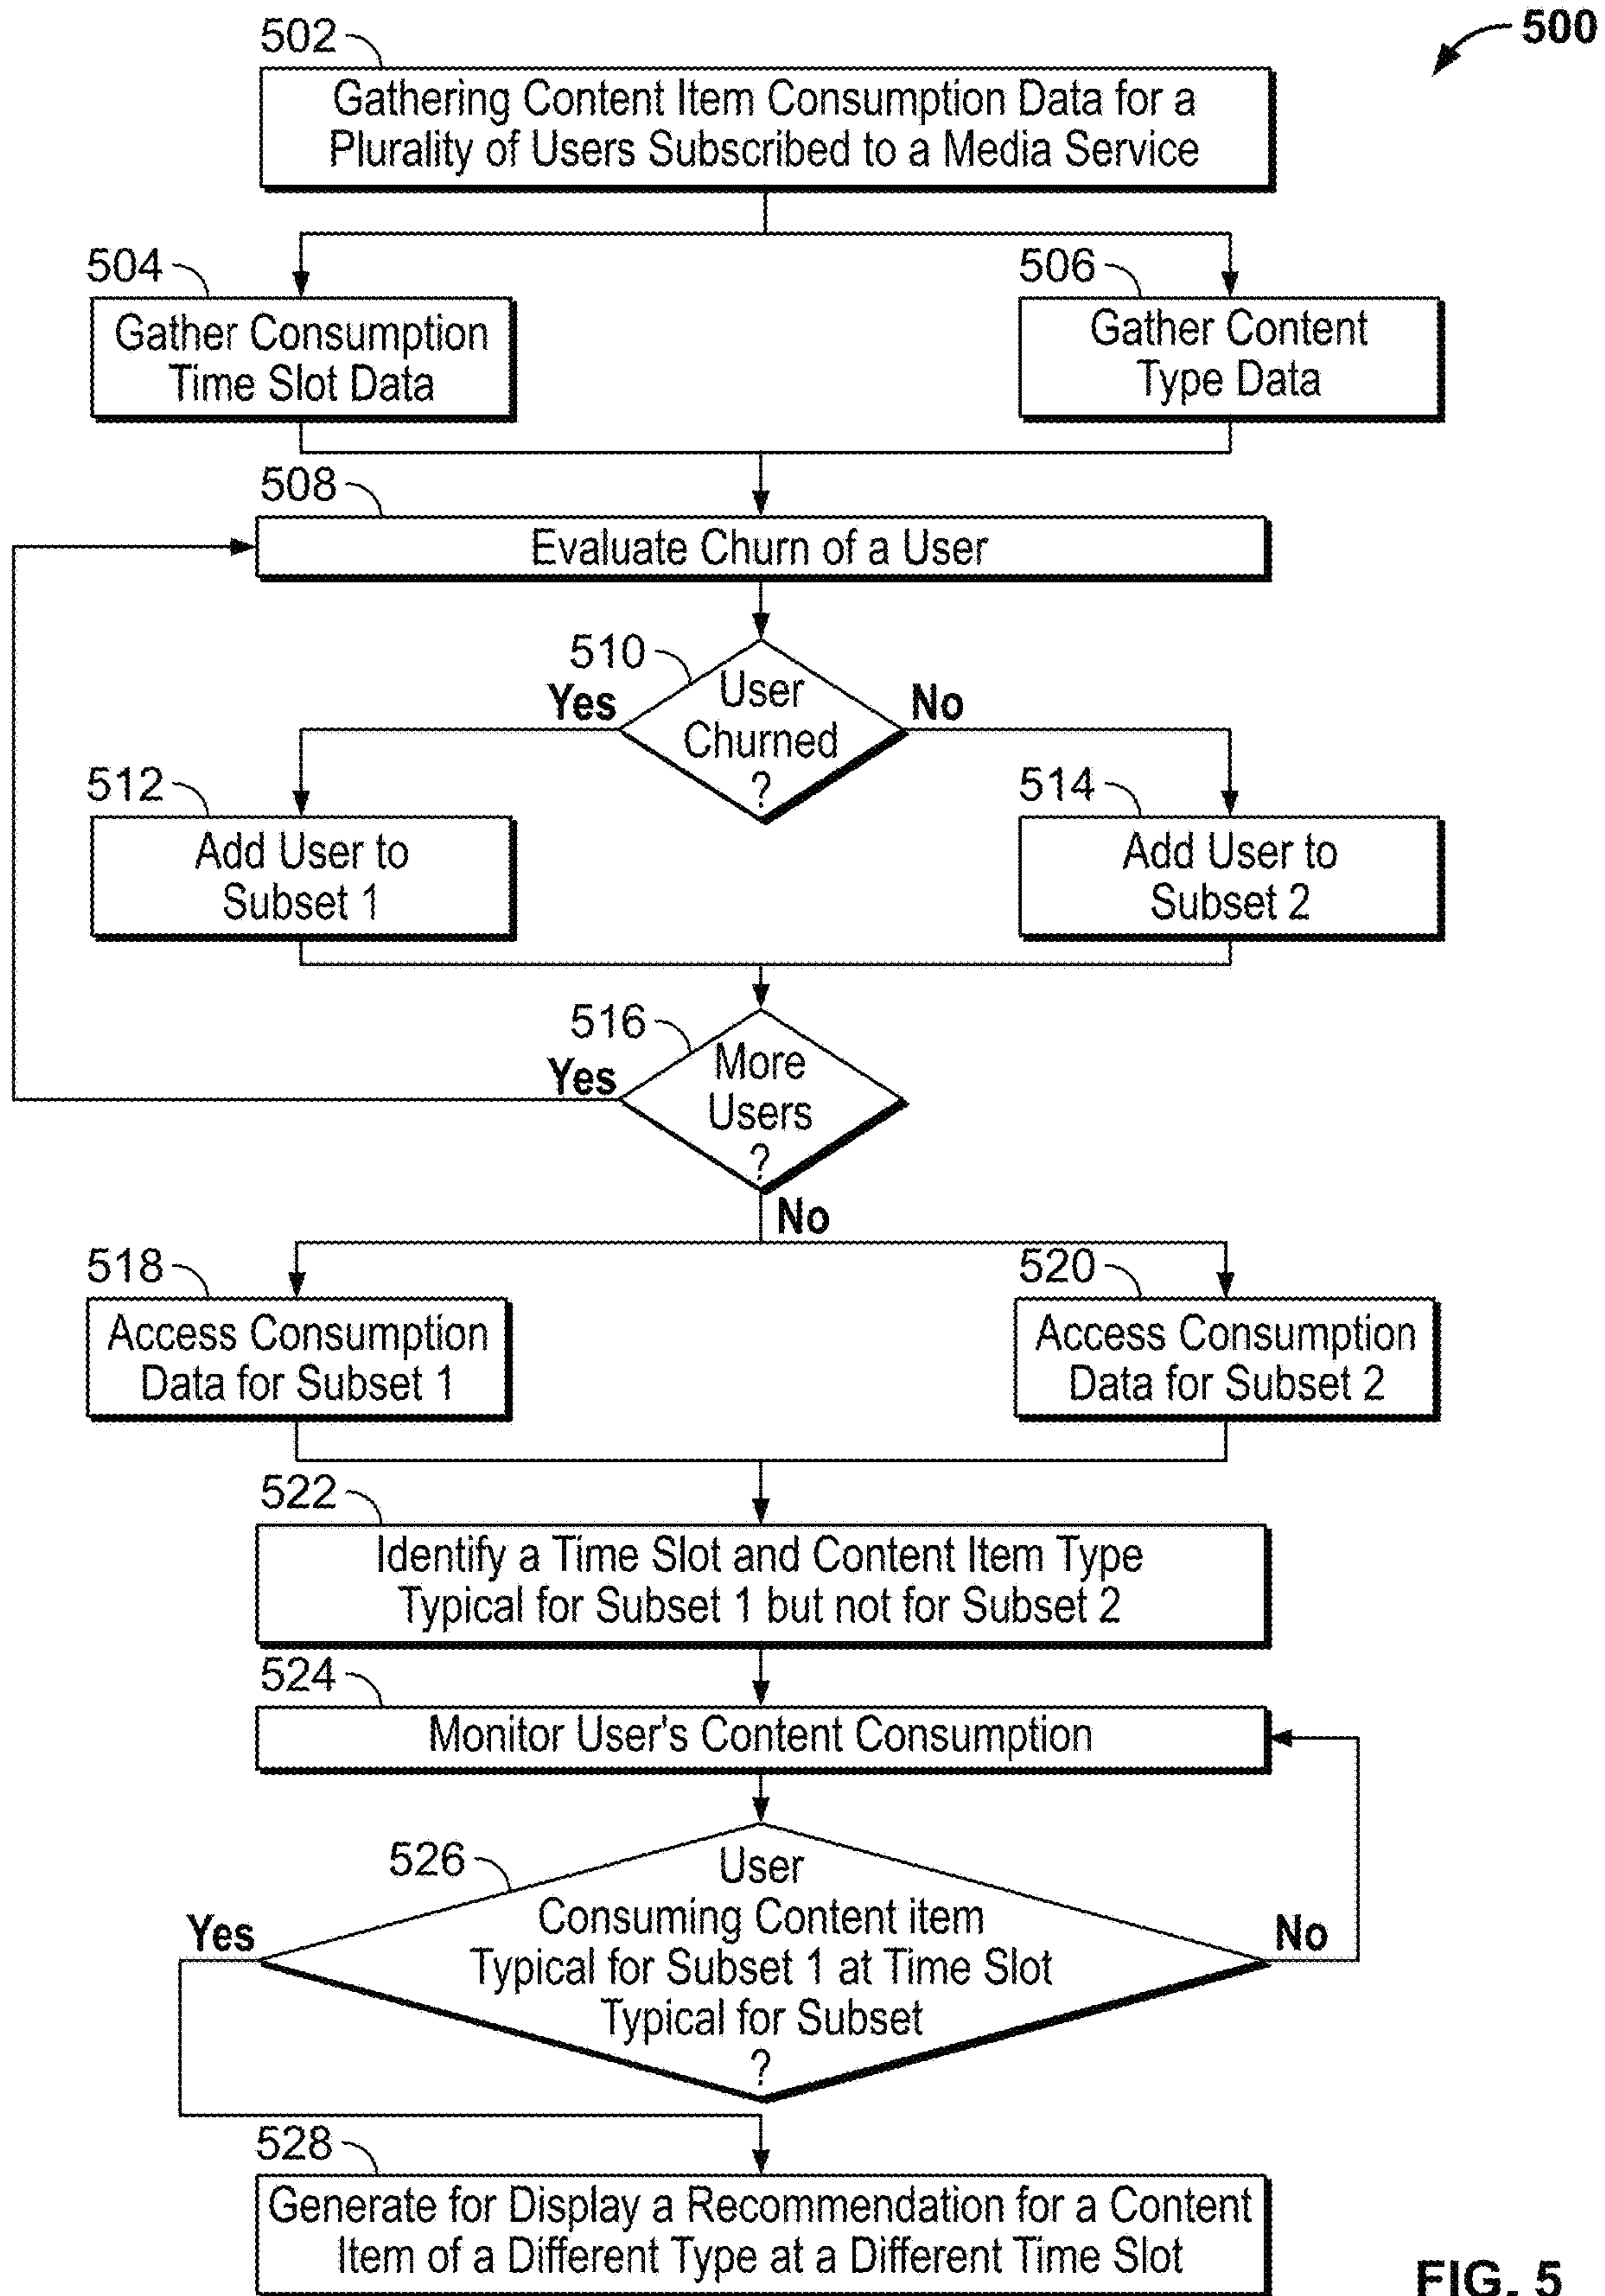 500
502
Gathering Content Item Consumption Data for a
Plurality of Users Subscribed to a Media Service
504
Gather Consumption
Time Slot Data
506
Gather Content
Type Data
508
Evaluate Churn of a User
510
User
Churned
?
Yes
No
512
Add User to
Subset 1
514
Add User to
Subset 2
516
More
Users
?
Yes
No
518
Access Consumption
Data for Subset 1
520
Access Consumption
Data for Subset 2
522
Identify a Time Slot and Content Item Type
Typical for Subset 1 but not for Subset 2
524
Monitor User's Content Consumption
526
User
Consuming Content item
Typical for Subset 1 at Time Slot
Typical for Subset
?
Yes
No
528
Generate for Display a Recommendation for a Content
Item of a Different Type at a Different Time Slot
FIG. 5